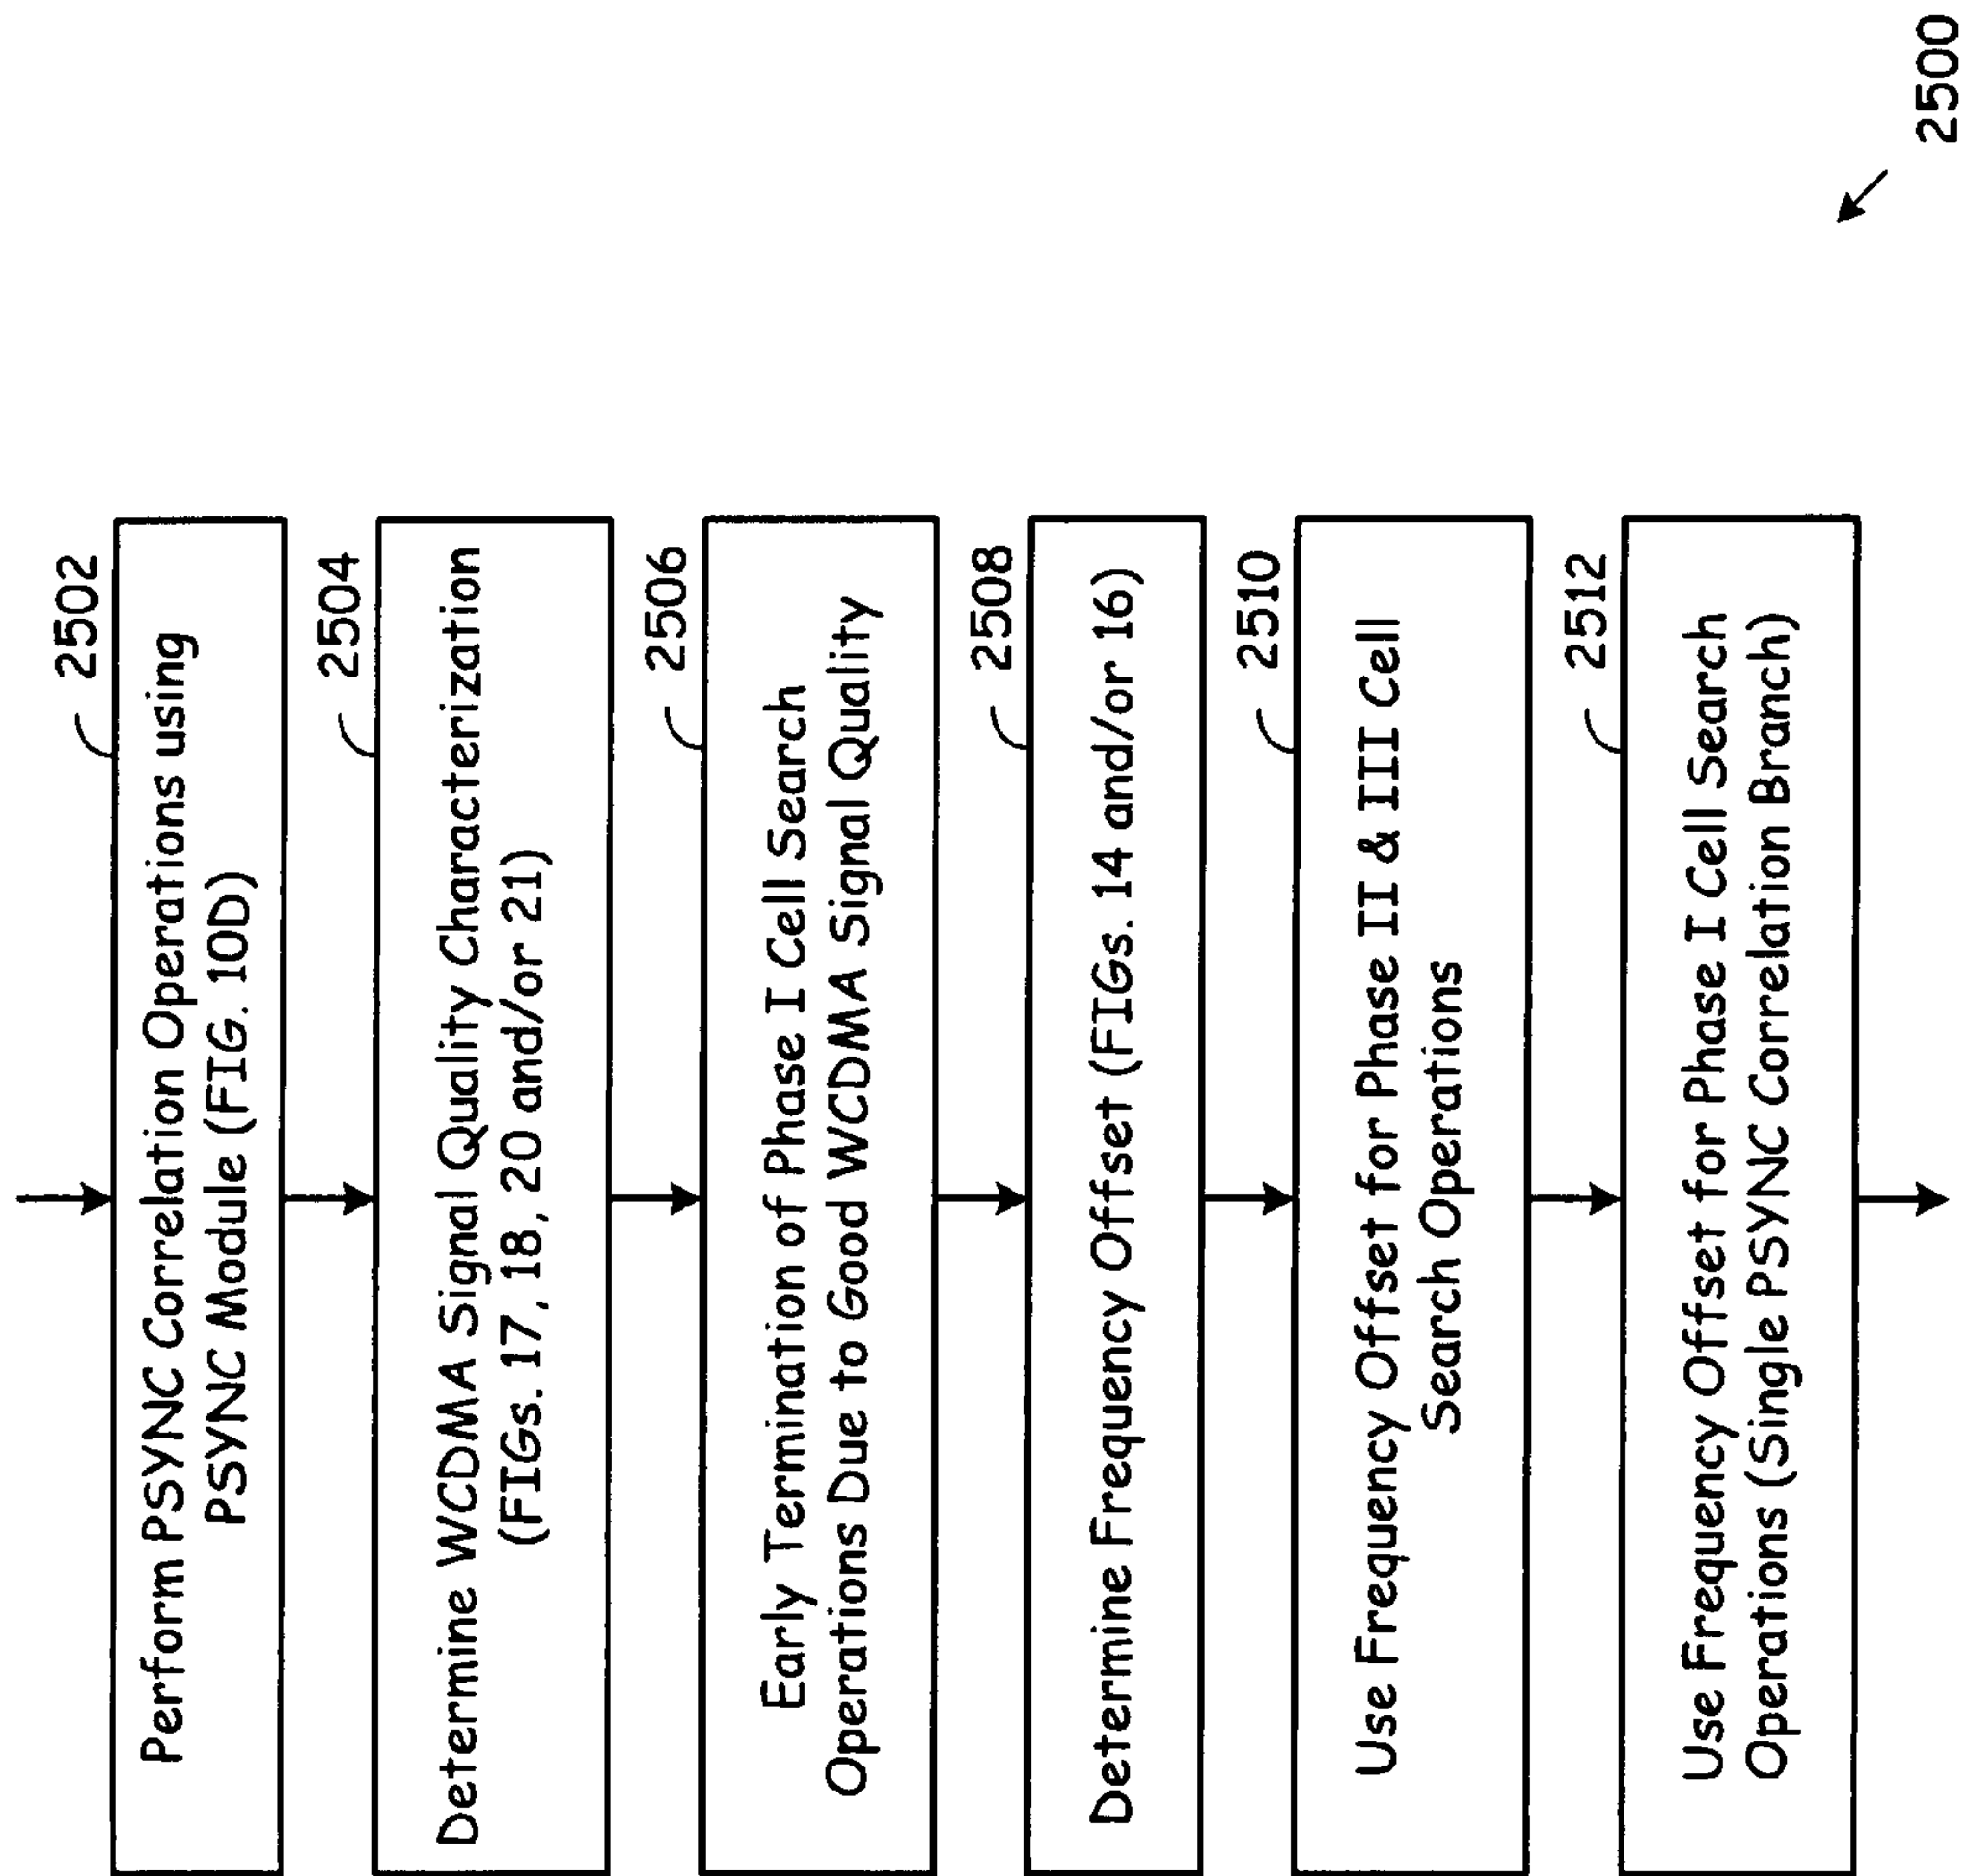 2502
Perform PSYNC Correlation Operations using
PSYNC Module (FIG. 10D)
2504
Determine WCDMA Signal Quality Characterization
(FIGs. 17, 18, 20 and/or 21)
2506
Early Termination of Phase I Cell Search
Operations Due to Good WCDMA Signal Quality
2508
Determine Frequency Offset (FIGs. 14 and/or 16)
2510
Use Frequency Offset for Phase II & III Cell
Search Operations
2512
Use Frequency Offset for Phase I Cell Search
Operations (Single PSYNC Correlation Branch)
2500